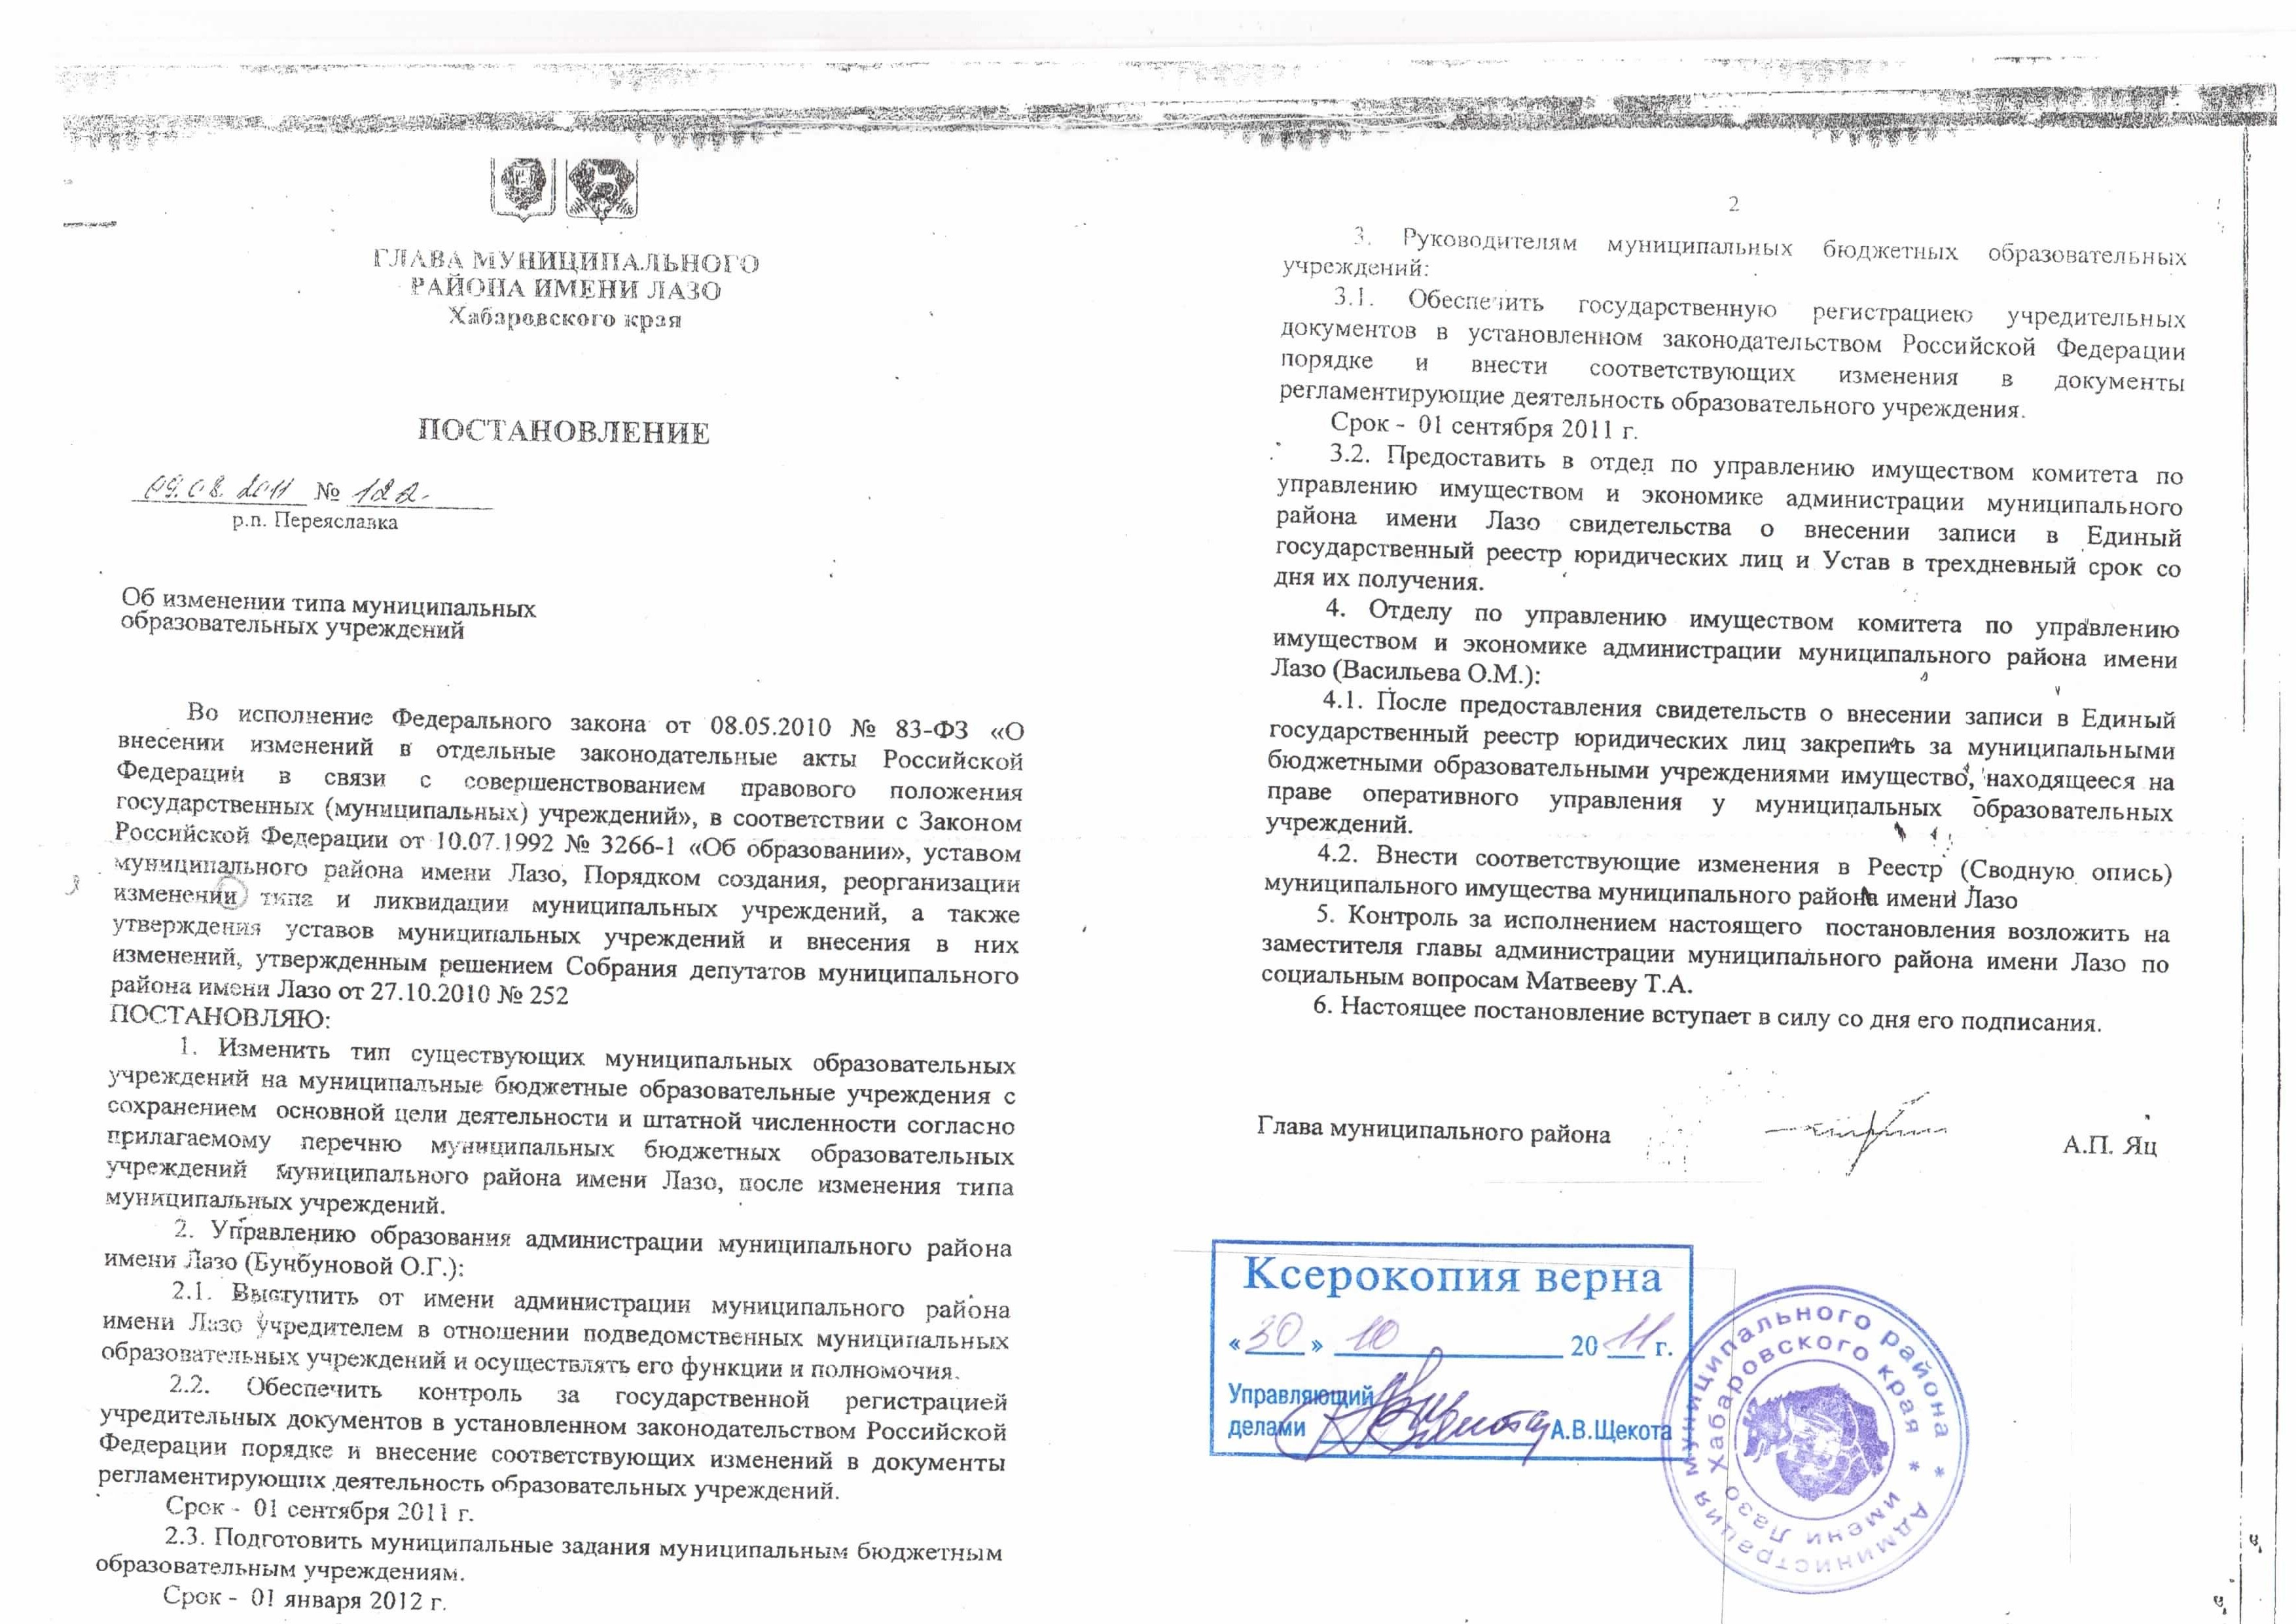 ГЛАВА МУНИЦИПАЛЬНОГО
РАЙОНА ИМЕНИ ЛАЗО
Хабаровского края
ПОСТАНОВЛЕНИЕ
09.08.2011 № 122
р.п. Переяславка
Об изменении типа муниципальных
образовательных учреждений
Во исполнение Федерального закона от 08.05.2010 № 83-ФЗ «О
внесении изменений в отдельные законодательные акты Российской
Федераций в связи с совершенствованием правового положения
государственных (муниципальных) учреждений», в соответствии с Законом
Российской Федерации от 10.07.1992 № 3266-1 «Об образовании», уставом
муниципального района имени Лазо, Порядком создания, реорганизации
изменении типа и ликвидации муниципальных учреждений, а также
утверждения уставов муниципальных учреждений и внесения в них
изменений, утвержденным решением Собрания депутатов муниципального
района имени Лазо от 27.10.2010 № 252
ПОСТАНОВЛЯЮ:
1. Изменить тип существующих муниципальных образовательных
учреждений на муниципальные бюджетные образовательные учреждения с
сохранением основной цели деятельности и штатной численности согласно
прилагаемому перечню муниципальных бюджетных образовательных
учреждений муниципального района имени Лазо, после изменения типа
муниципальных учреждений.
2. Управлению образования администрации муниципального района
имени Лазо (Бунбуновой О.Г.):
2.1. Выступить от имени администрации муниципального района
имени Лазо учредителем в отношении подведомственных муниципальных
образовательных учреждений и осуществлять его функции и полномочия.
2.2. Обеспечить контроль за государственной регистрацией
учредительных документов в установленном законодательством Российской
Федерации порядке и внесение соответствующих изменений в документы
регламентирующих деятельность образовательных учреждений.
Срок - 01 сентября 2011 г.
2.3. Подготовить муниципальные задания муниципальным бюджетным
образовательным учреждениям.
Срок - 01 января 2012 г.
2
3. Руководителям муниципальных бюджетных образовательных
учреждений:
3.1. Обеспечить государственную регистрациею учредительных
документов в установленном законодательством Российской Федерации
порядке и внести соответствующих изменения в документы
регламентирующие деятельность образовательного учреждения.
Срок - 01 сентября 2011 г.
3.2. Предоставить в отдел по управлению имуществом комитета по
управлению имуществом и экономике администрации муниципального
района имени Лазо свидетельства о внесении записи в Единый
государственный реестр юридических лиц и Устав в трехдневный срок со
дня их получения.
4. Отделу по управлению имуществом комитета по управлению
имуществом и экономике администрации муниципального района имени
Лазо (Васильева О.М.):
4.1. После предоставления свидетельств о внесении записи в Единый
государственный реестр юридических лиц закрепить за муниципальными
бюджетными образовательными учреждениями имущество, находящееся на
праве оперативного управления у муниципальных образовательных
учреждений.
4.2. Внести соответствующие изменения в Реестр (Сводную опись)
муниципального имущества муниципального района имени Лазо
5. Контроль за исполнением настоящего постановления возложить на
заместителя главы администрации муниципального района имени Лазо по
социальным вопросам Матвееву Т.А.
6. Настоящее постановление вступает в силу со дня его подписания.
Глава муниципального района А.П. Яц
Ксерокопия верна
«30» 10 2011 г.
Управляющий
делами А.В.Щекота
* Администрация муниципального района
* имени Лазо Хабаровского края